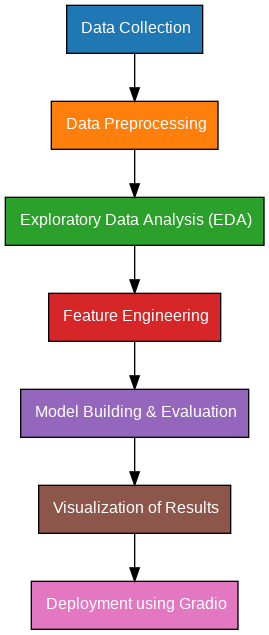 Data Collection
Data Preprocessing
Exploratory Data Analysis (EDA)
Feature Engineering
Model Building & Evaluation
Visualization of Results
Deployment using Gradio